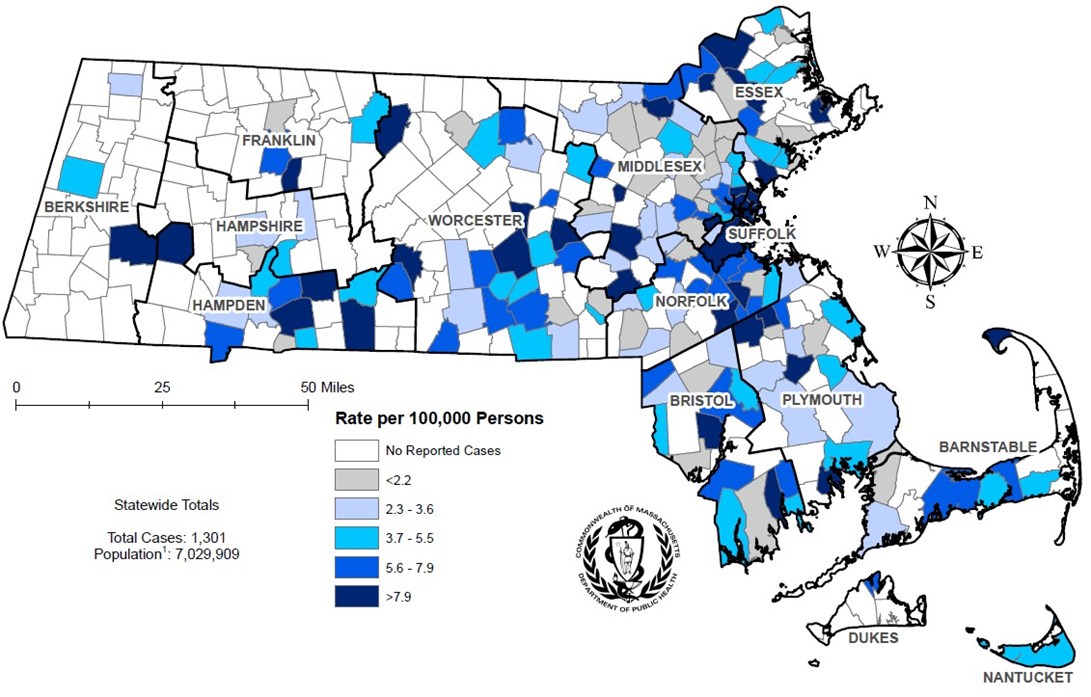 ESSEX
FRANKLIN
MIDDLESEX
BERKSHIRE
HAMPSHIRE
WORCESTER
SUFFOLK
N
W E
S
HAMPDEN
NORFOLK
0 25 50 Miles
BRISTOL
PLYMOUTH
Rate per 100,000 Persons
No Reported Cases
<2.2
2.3 - 3.6
3.7 - 5.5
5.6 - 7.9
>7.9
BARNSTABLE
Statewide Totals
Total Cases: 1,301
Population1: 7,029,909
COMMONWEALTH OF MASSACHUSETTS
DEPARTMENT OF PUBLIC HEALTH
DUKES
NANTUCKET